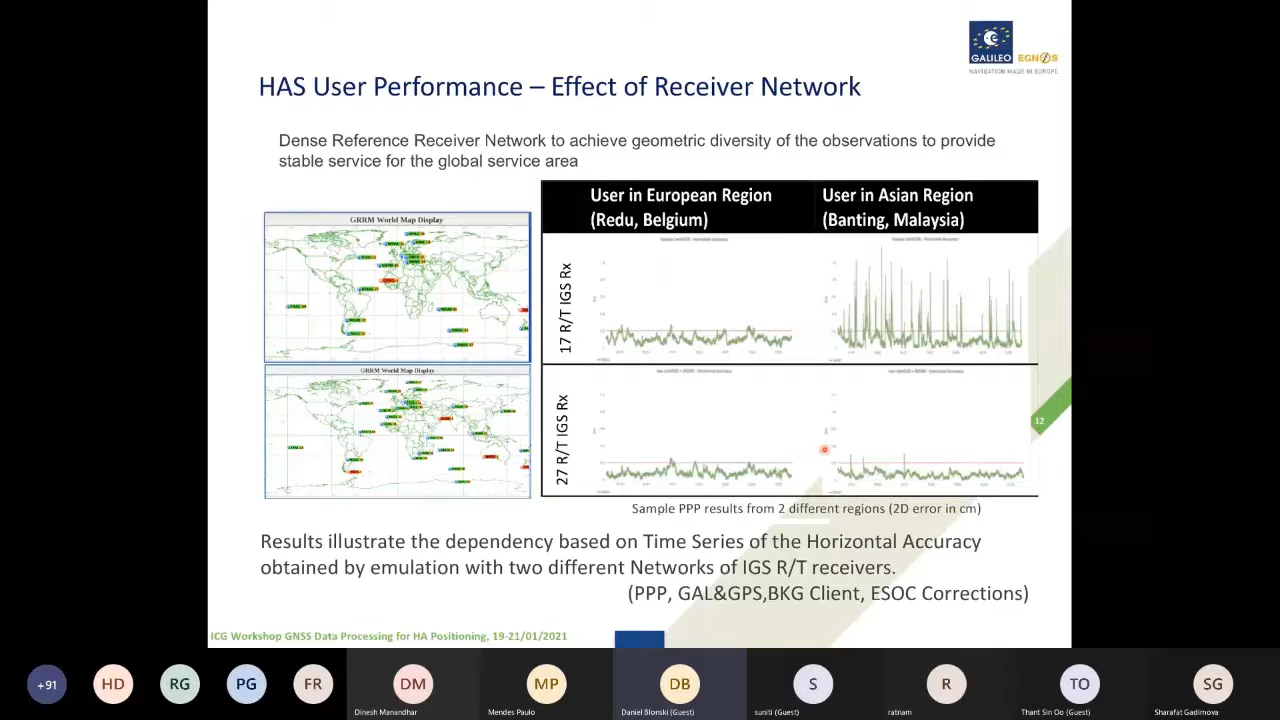 GALILEO EGNOS
NAVIGATION MADE IN EUROPE
HAS User Performance – Effect of Receiver Network
Dense Reference Receiver Network to achieve geometric diversity of the observations to provide
stable service for the global service area
GRRM World Map Display
GRRM World Map Display
User in European Region
(Redu, Belgium)
User in Asian Region
(Banting, Malaysia)
17 R/T IGS Rx
27 R/T IGS Rx
12
Sample PPP results from 2 different regions (2D error in cm)
Results illustrate the dependency based on Time Series of the Horizontal Accuracy
obtained by emulation with two different Networks of IGS R/T receivers.
(PPP, GAL&GPS,BKG Client, ESOC Corrections)
ICG Workshop GNSS Data Processing for HA Positioning, 19-21/01/2021
+91 HD RG PG FR DM MP DB S R TO SG
Dinesh Manandhar Mendes Paulo Daniel Blonski (Guest) suniti (Guest) ratnam Thant Sin Oo (Guest) Sharafat Gadimova